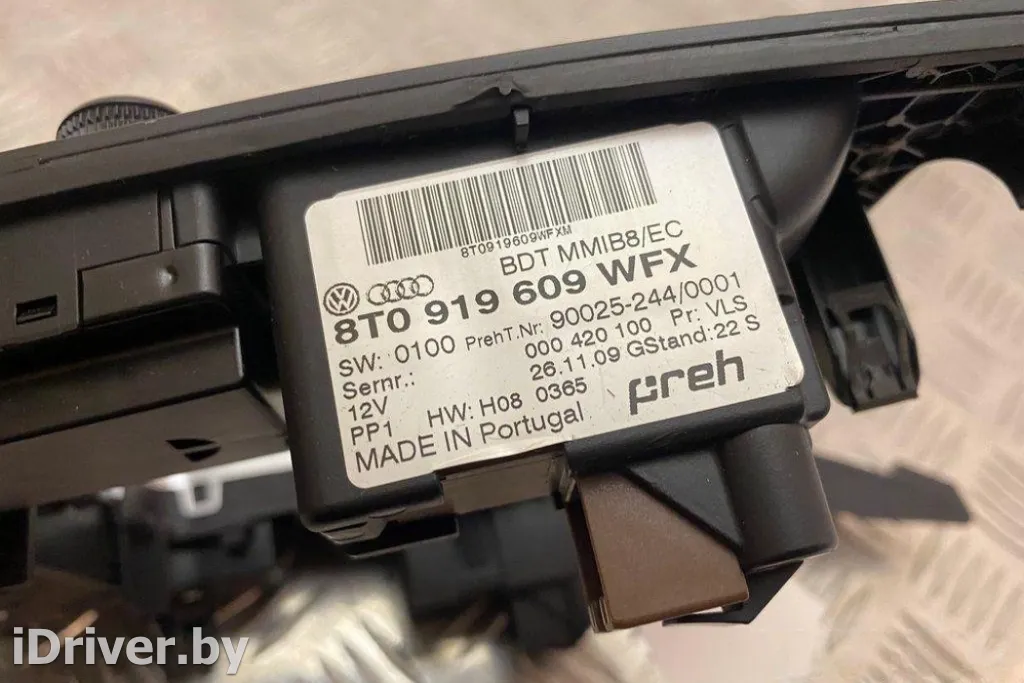 8T0919609WFXM
BDT MMIB8/EC
8T0 919 609 WFX
SW: 0100 PrehT.Nr: 90025-244/0001
Sernr.: 000 420 100 Pr: VLS
12V 26.11.09 GStand: 22 S
PP1 HW: H08 0365
MADE IN Portugal preh
iDriver.by